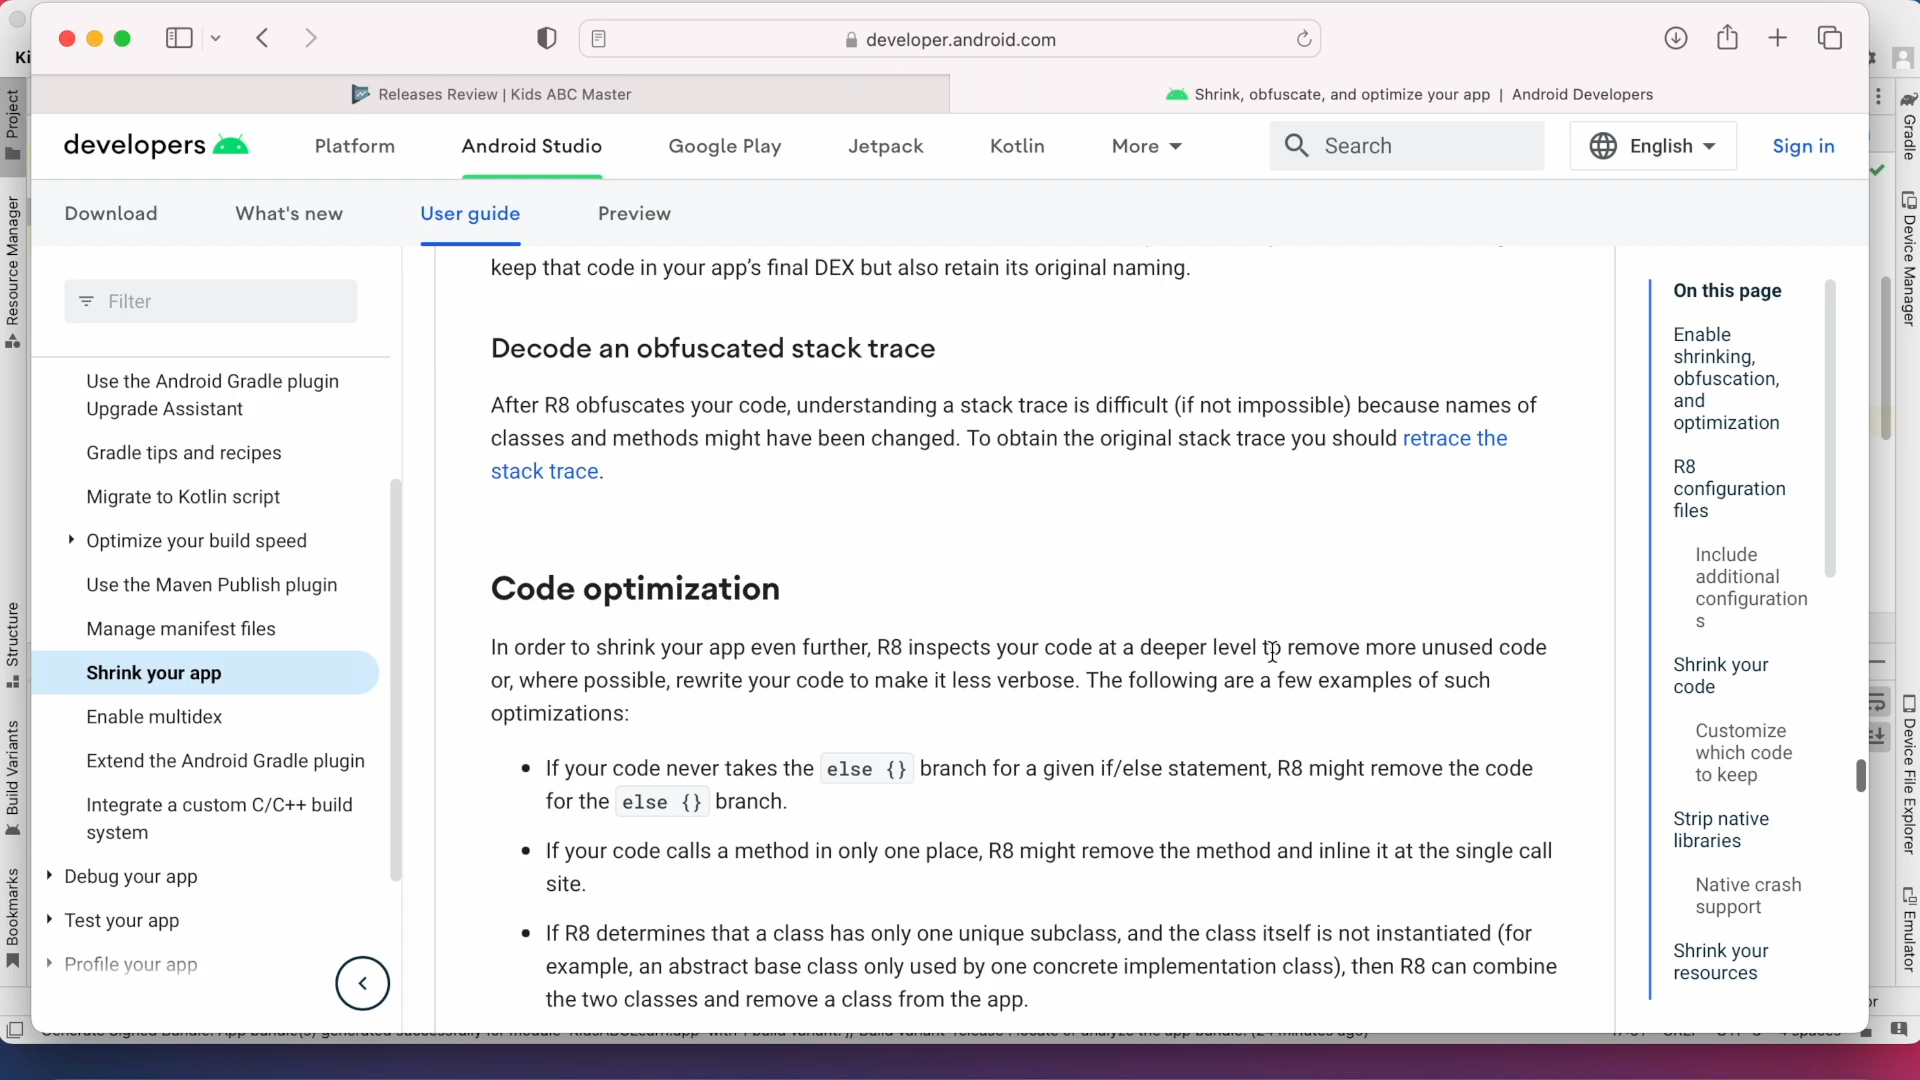 developer.android.com
Ki
Releases Review | Kids ABC Master
Shrink, obfuscate, and optimize your app | Android Developers
developers
Platform
Android Studio
Google Play
Jetpack
Kotlin
More
Search
English
Sign in
Download
What's new
User guide
Preview
Filter
Use the Android Gradle plugin
Upgrade Assistant
Gradle tips and recipes
Migrate to Kotlin script
Optimize your build speed
Use the Maven Publish plugin
Manage manifest files
Shrink your app
Enable multidex
Extend the Android Gradle plugin
Integrate a custom C/C++ build
system
Debug your app
Test your app
Profile your app
keep that code in your app's final DEX but also retain its original naming.
Decode an obfuscated stack trace
After R8 obfuscates your code, understanding a stack trace is difficult (if not impossible) because names of
classes and methods might have been changed. To obtain the original stack trace you should retrace the
stack trace.
Code optimization
In order to shrink your app even further, R8 inspects your code at a deeper level to remove more unused code
or, where possible, rewrite your code to make it less verbose. The following are a few examples of such
optimizations:
• If your code never takes the else {} branch for a given if/else statement, R8 might remove the code
for the else {} branch.
• If your code calls a method in only one place, R8 might remove the method and inline it at the single call
site.
• If R8 determines that a class has only one unique subclass, and the class itself is not instantiated (for
example, an abstract base class only used by one concrete implementation class), then R8 can combine
the two classes and remove a class from the app.
On this page
Enable
shrinking,
obfuscation,
and
optimization
R8
configuration
files
Include
additional
configuration
s
Shrink your
code
Customize
which code
to keep
Strip native
libraries
Native crash
support
Shrink your
resources
Project
Resource Manager
Structure
Build Variants
Bookmarks
Gradle
Device Manager
Device File Explorer
Emulator
or